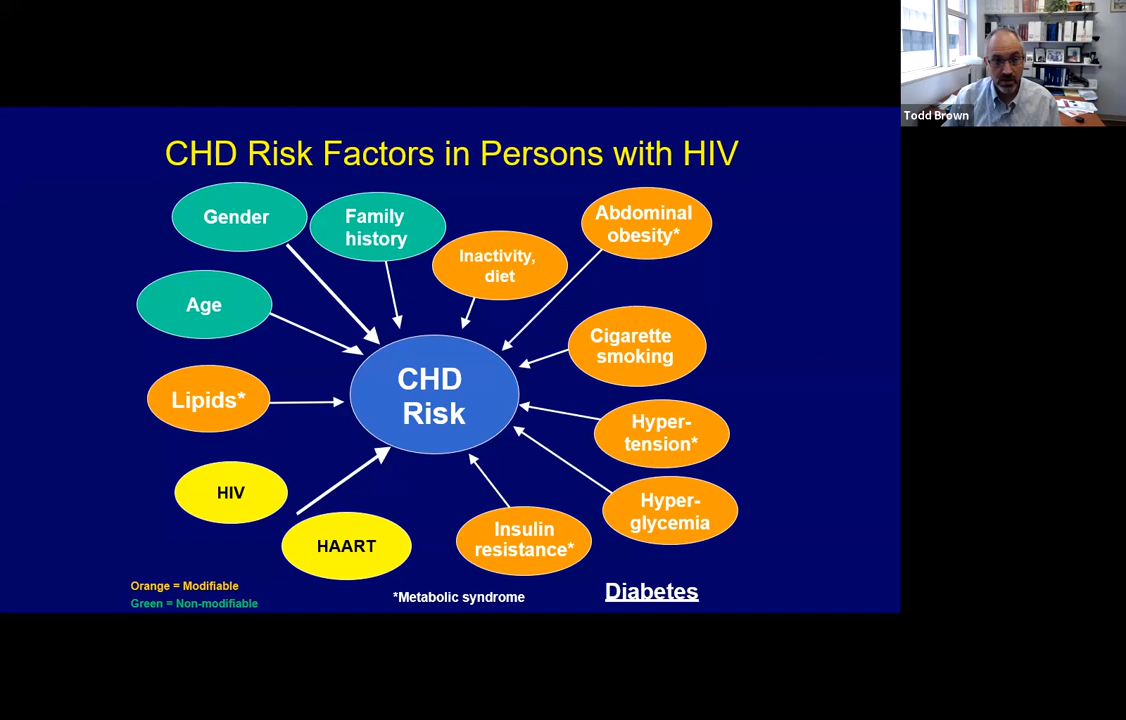 Todd Brown
CHD Risk Factors in Persons with HIV
Gender
Family
history
Inactivity,
diet
Abdominal
obesity*
Age
Cigarette
smoking
CHD
Risk
Lipids*
Hyper-
tension*
HIV
Hyper-
glycemia
HAART
Insulin
resistance*
Orange = Modifiable
Green = Non-modifiable
*Metabolic syndrome
Diabetes